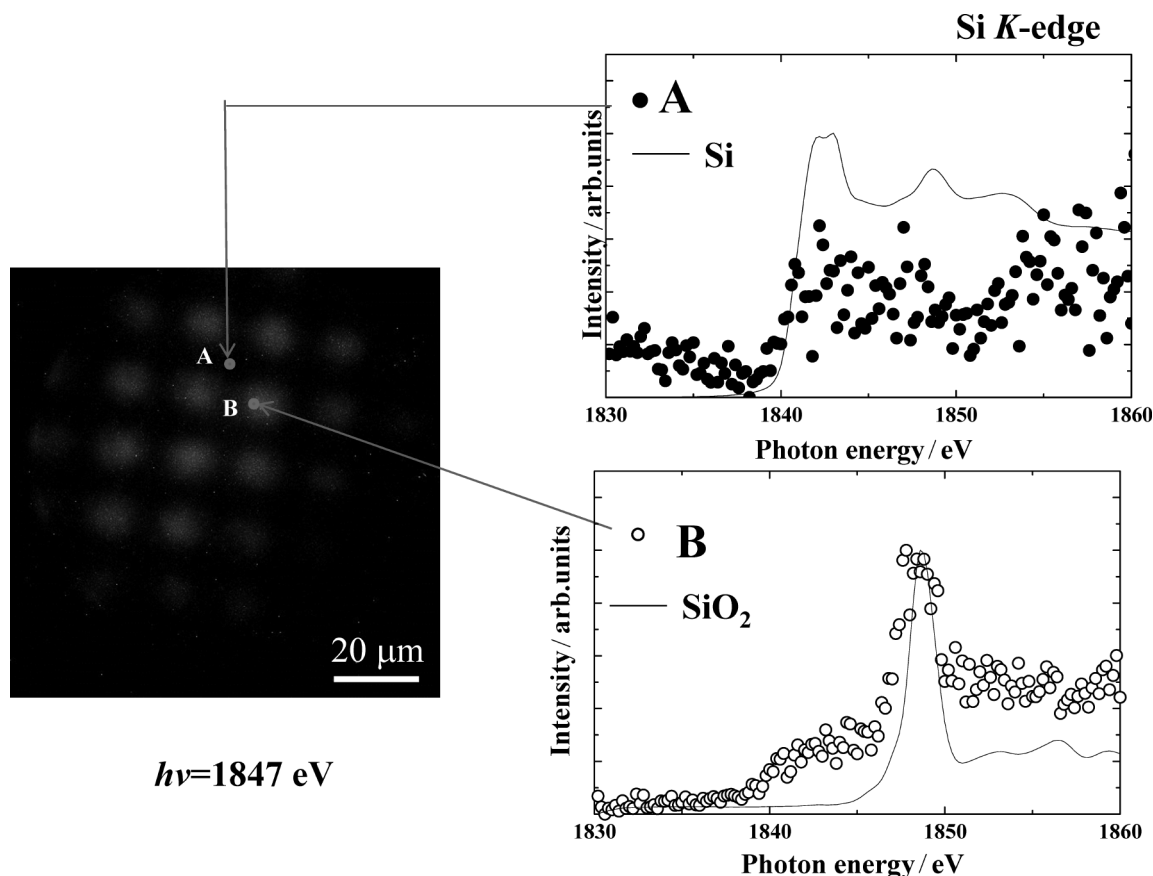 Si K-edge
A
Si
Intensity / arb.units
1830
1840
1850
1860
Photon energy / eV
A
B
20 μm
hν=1847 eV
B
SiO₂
Intensity / arb.units
1830
1840
1850
1860
Photon energy / eV